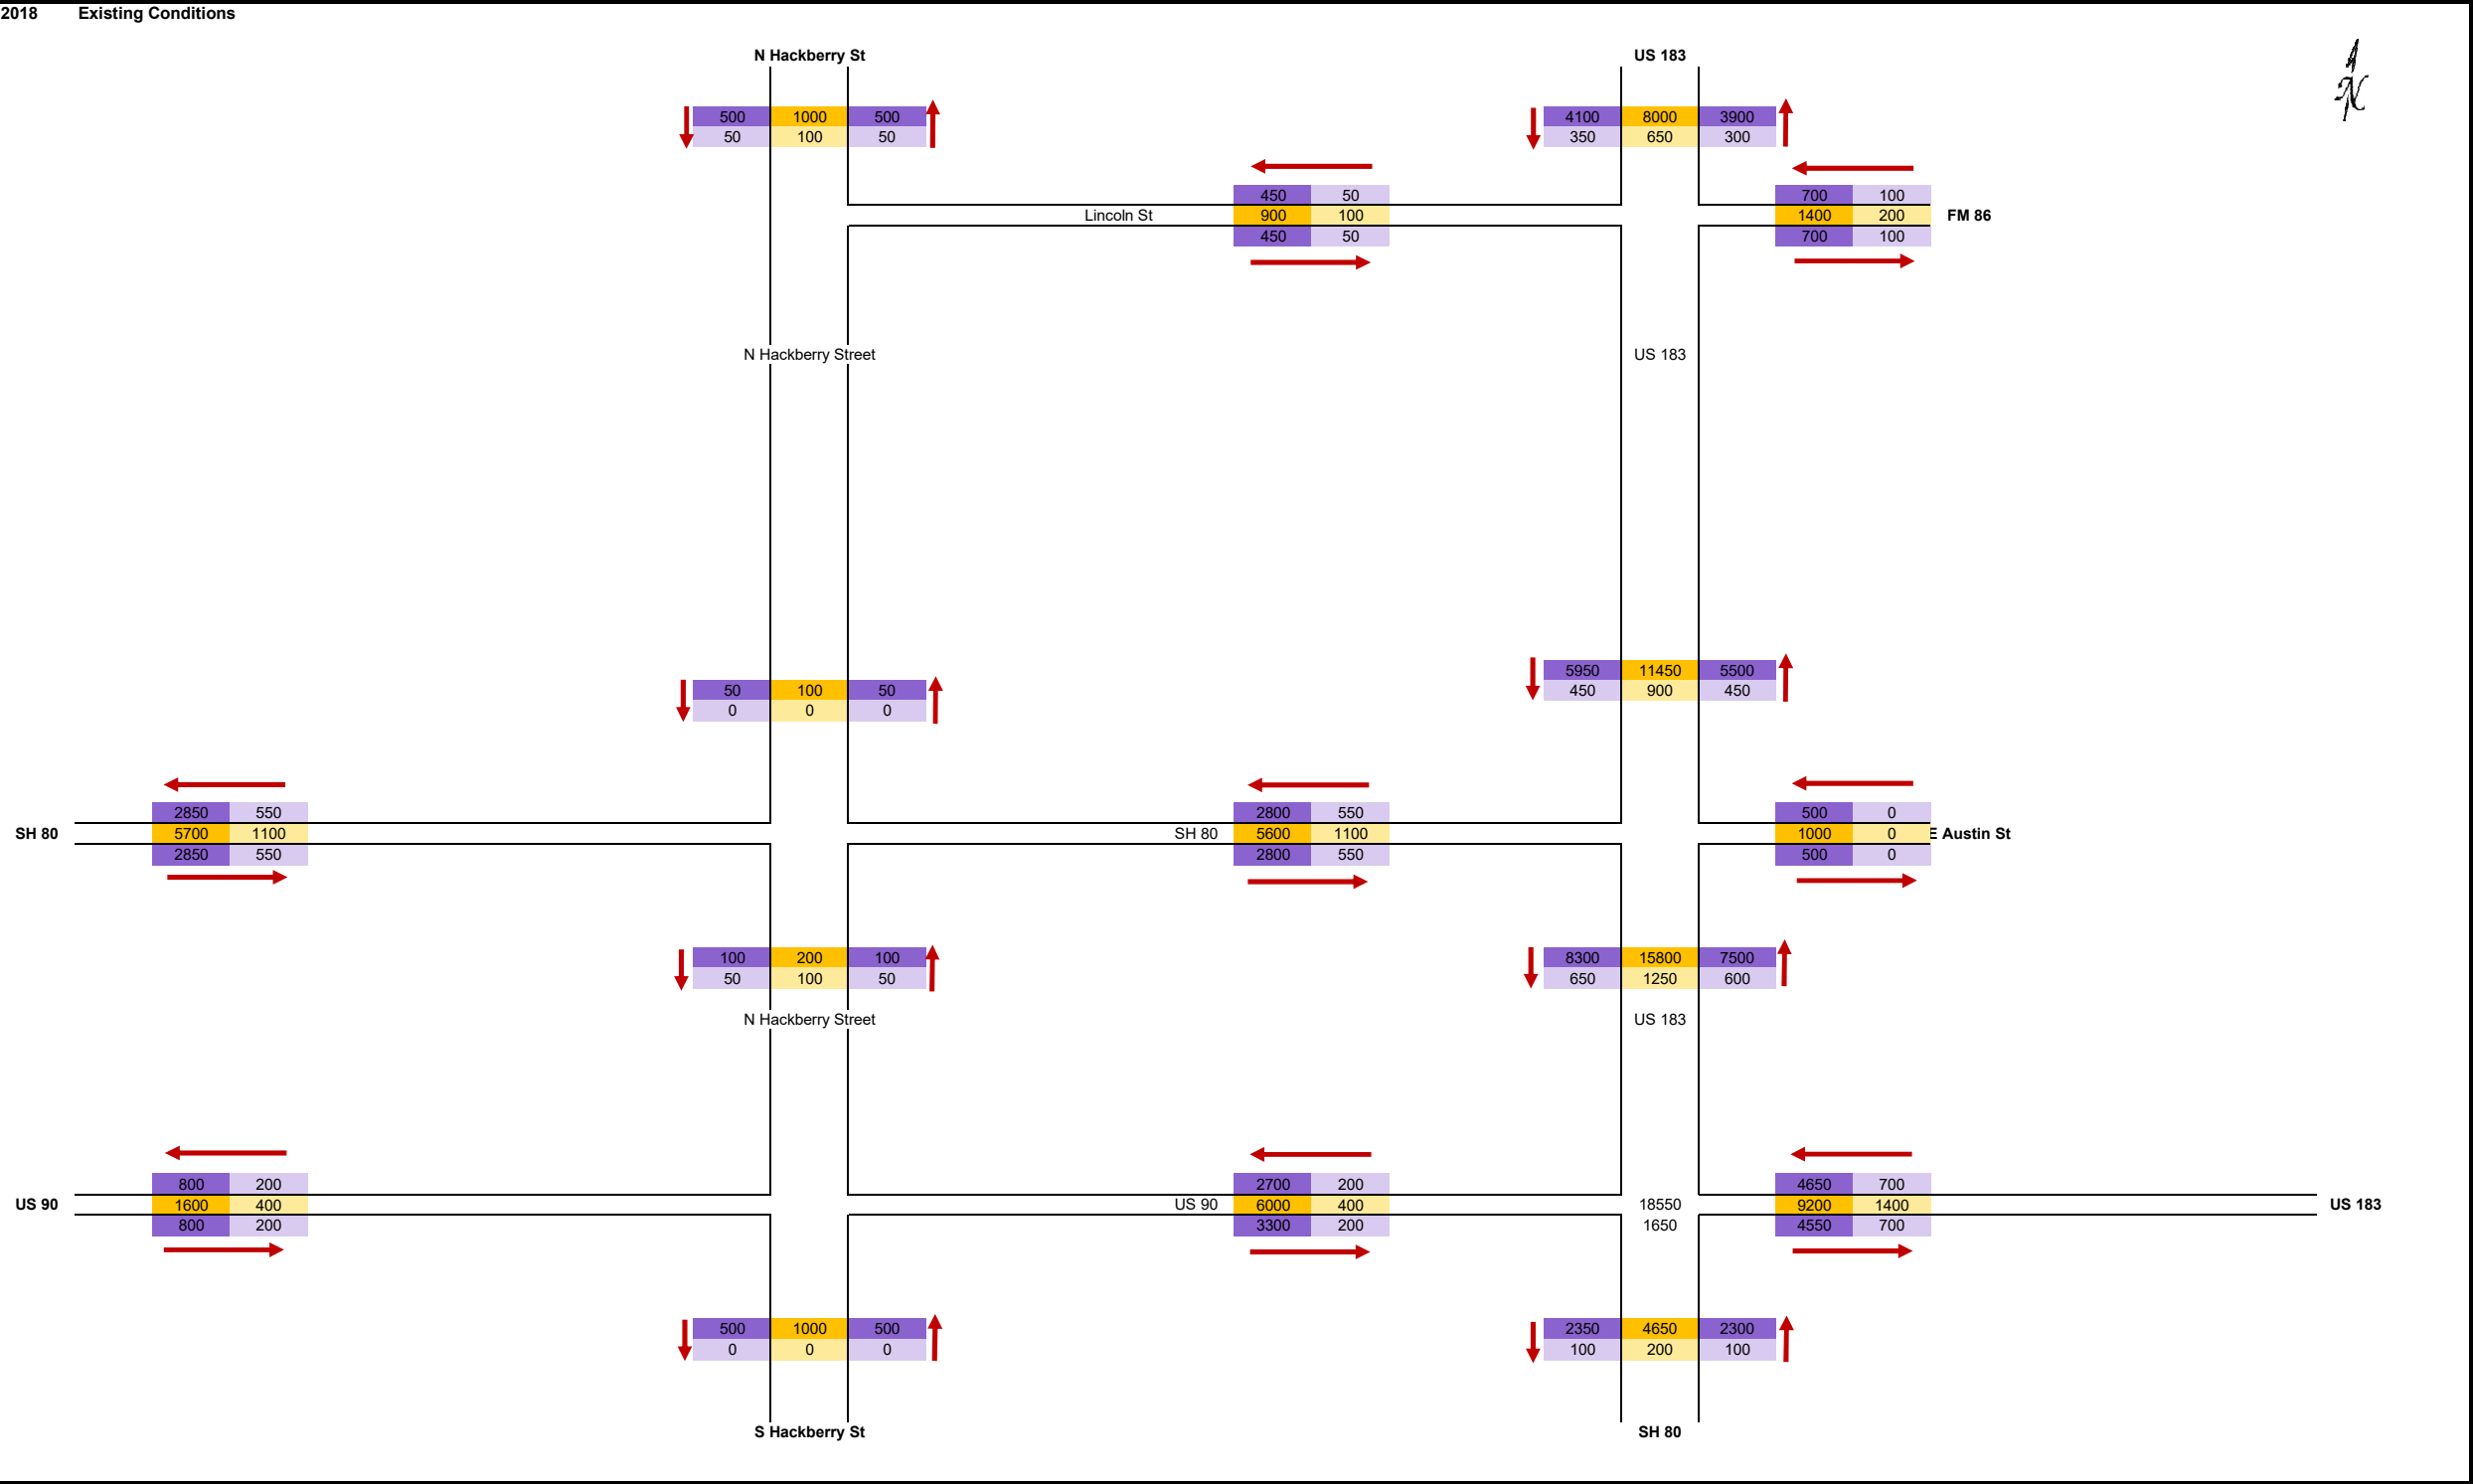 2018 Existing Conditions
N Hackberry St US 183
500 1000 500 4100 8000 3900
50 100 50 350 650 300
450 50 700 100
Lincoln St 900 100 1400 200 FM 86
450 50 700 100
N Hackberry Street US 183
5950 11450 5500
50 100 50 450 900 450
0 0 0
2850 550 2800 550 500 0
SH 80 5700 1100 SH 80 5600 1100 1000 0 E Austin St
2850 550 2800 550 500 0
100 200 100 8300 15800 7500
50 100 50 650 1250 600
N Hackberry Street US 183
800 200 2700 200 4650 700
US 90 1600 400 US 90 6000 400 18550 9200 1400 US 183
800 200 3300 200 1650 4550 700
500 1000 500 2350 4650 2300
0 0 0 100 200 100
S Hackberry St SH 80